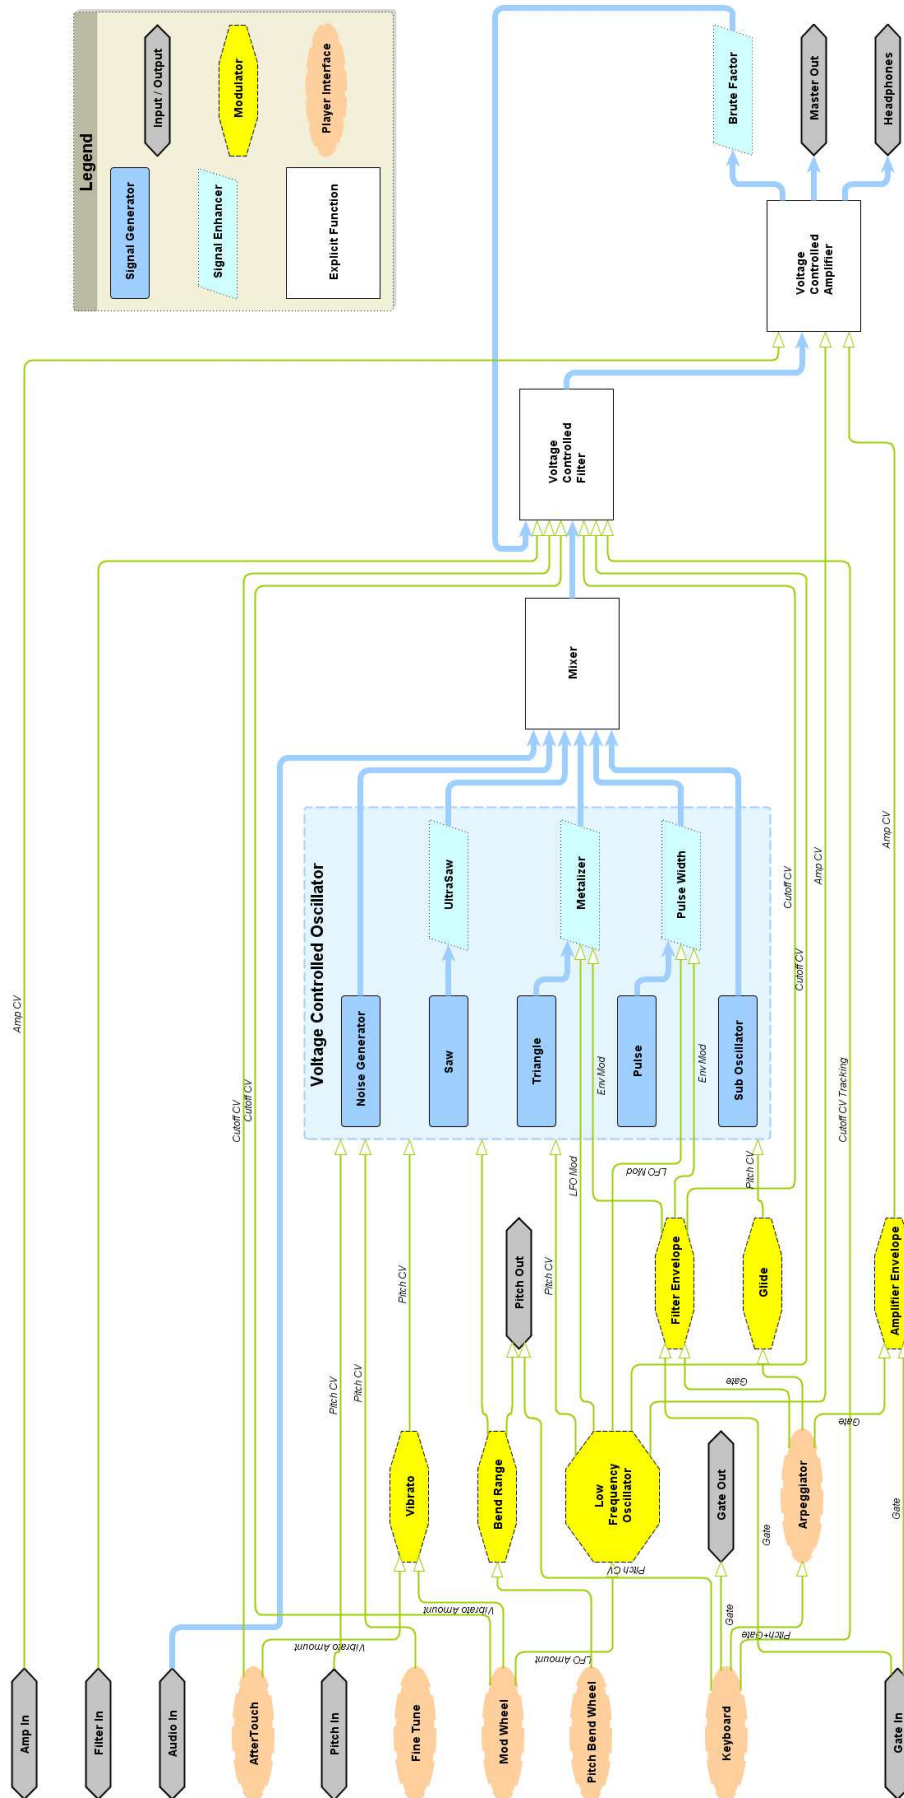 Legend
Signal Generator
Input / Output
Signal Enhancer
Modulator
Explicit Function
Player Interface
Amp In
Filter In
Audio In
AfterTouch
Pitch In
Fine Tune
Mod Wheel
Pitch Bend Wheel
Keyboard
Gate In
Vibrato Amount
Vibrato Amount
LFO Amount
Gate
Pitch+Gate
Vibrato
Bend Range
Low
Frequency
Oscillator
Gate Out
Arpeggiator
Pitch CV
Gate
Gate
Gate
Gate
Pitch CV
Pitch CV
Pitch CV
Pitch Out
Pitch CV
Filter Envelope
Glide
Amplifier Envelope
LFO Mod
LFO Mod
Pitch CV
Amp CV
Cutoff CV
Cutoff CV
Env Mod
Env Mod
Cutoff CV Tracking
Voltage Controlled Oscillator
Noise Generator
Saw
Triangle
Pulse
Sub Oscillator
UltraSaw
Metalizer
Pulse Width
Cutoff CV
Cutoff CV
Amp CV
Amp CV
Mixer
Voltage
Controlled
Filter
Voltage
Controlled
Amplifier
Brute Factor
Master Out
Headphones